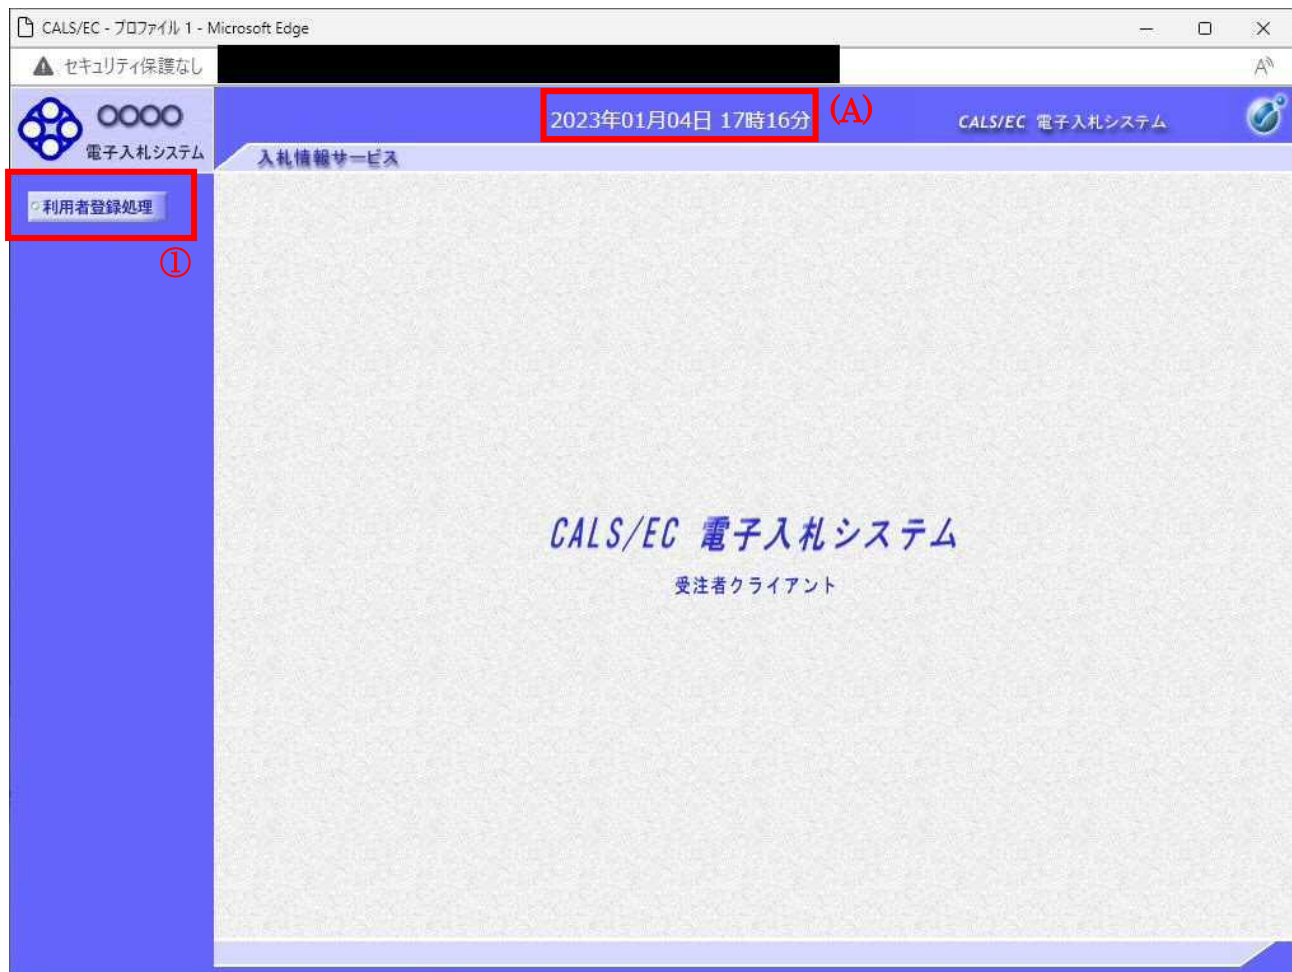 CALS/EC - プロファイル 1 - Microsoft Edge
セキュリティ保護なし
○○○○
電子入札システム
2023年01月04日 17時16分
(A)
CALS/EC 電子入札システム
入札情報サービス
利用者登録処理
①
CALS/EC 電子入札システム
受注者クライアント